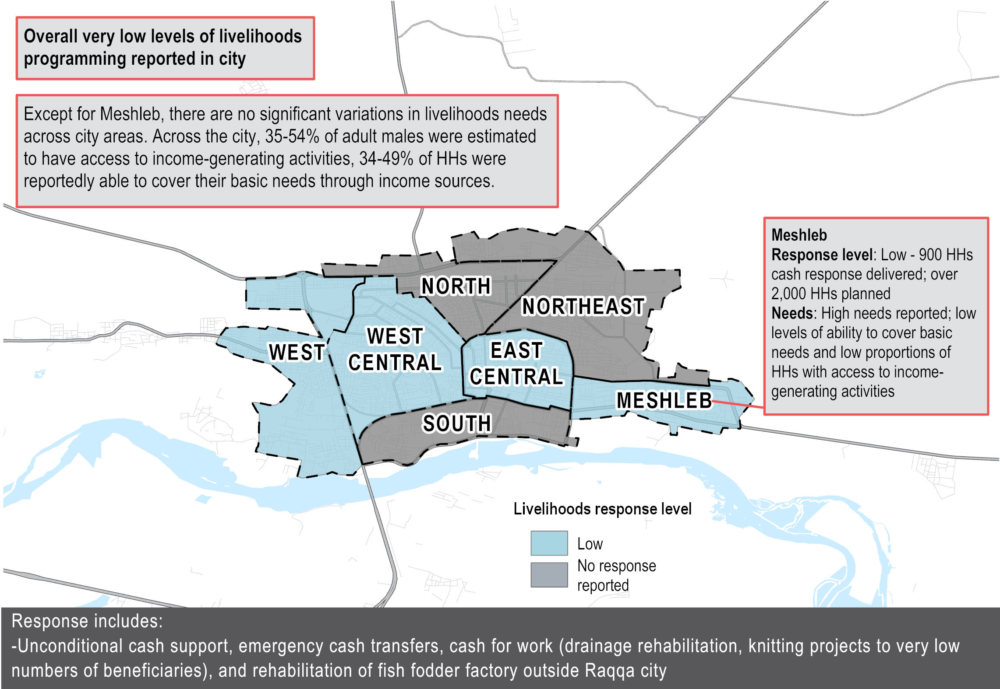 Overall very low levels of livelihoods
programming reported in city
Except for Meshleb, there are no significant variations in livelihoods needs
across city areas. Across the city, 35-54% of adult males were estimated
to have access to income-generating activities, 34-49% of HHs were
reportedly able to cover their basic needs through income sources.
Meshleb
Response level: Low - 900 HHs
cash response delivered; over
2,000 HHs planned
Needs: High needs reported; low
levels of ability to cover basic
needs and low proportions of
HHs with access to income-
generating activities
NORTH
NORTHEAST
WEST
WEST
CENTRAL
EAST
CENTRAL
MESHLEB
SOUTH
Livelihoods response level
Low
No response
reported
Response includes:
-Unconditional cash support, emergency cash transfers, cash for work (drainage rehabilitation, knitting projects to very low
numbers of beneficiaries), and rehabilitation of fish fodder factory outside Raqqa city